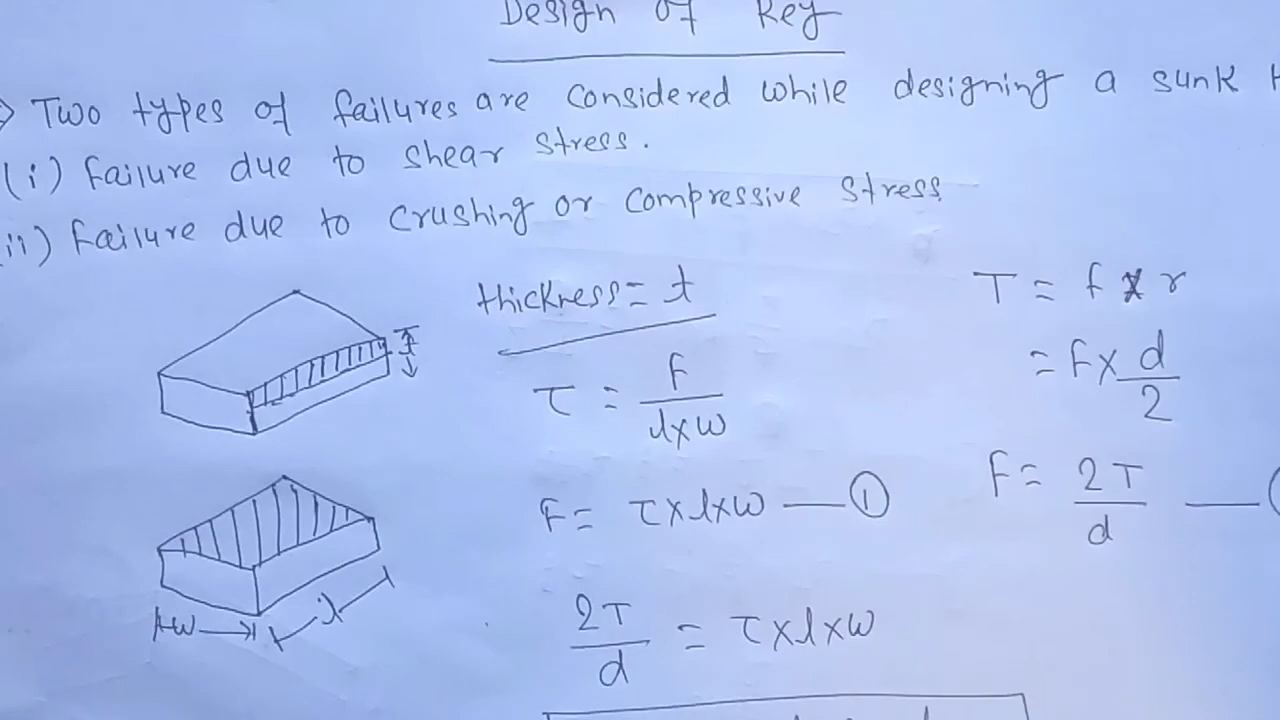 Design of Key
Two types of failures are considered while designing a sunk
(i) failure due to shear stress.
ii) failure due to crushing or compressive stress.
thickness = t
T = F × r
τ = F / l×w
= F × d/2
F = τ×l×w — ①
F = 2T/d —
2T/d = τ×l×w
w
l